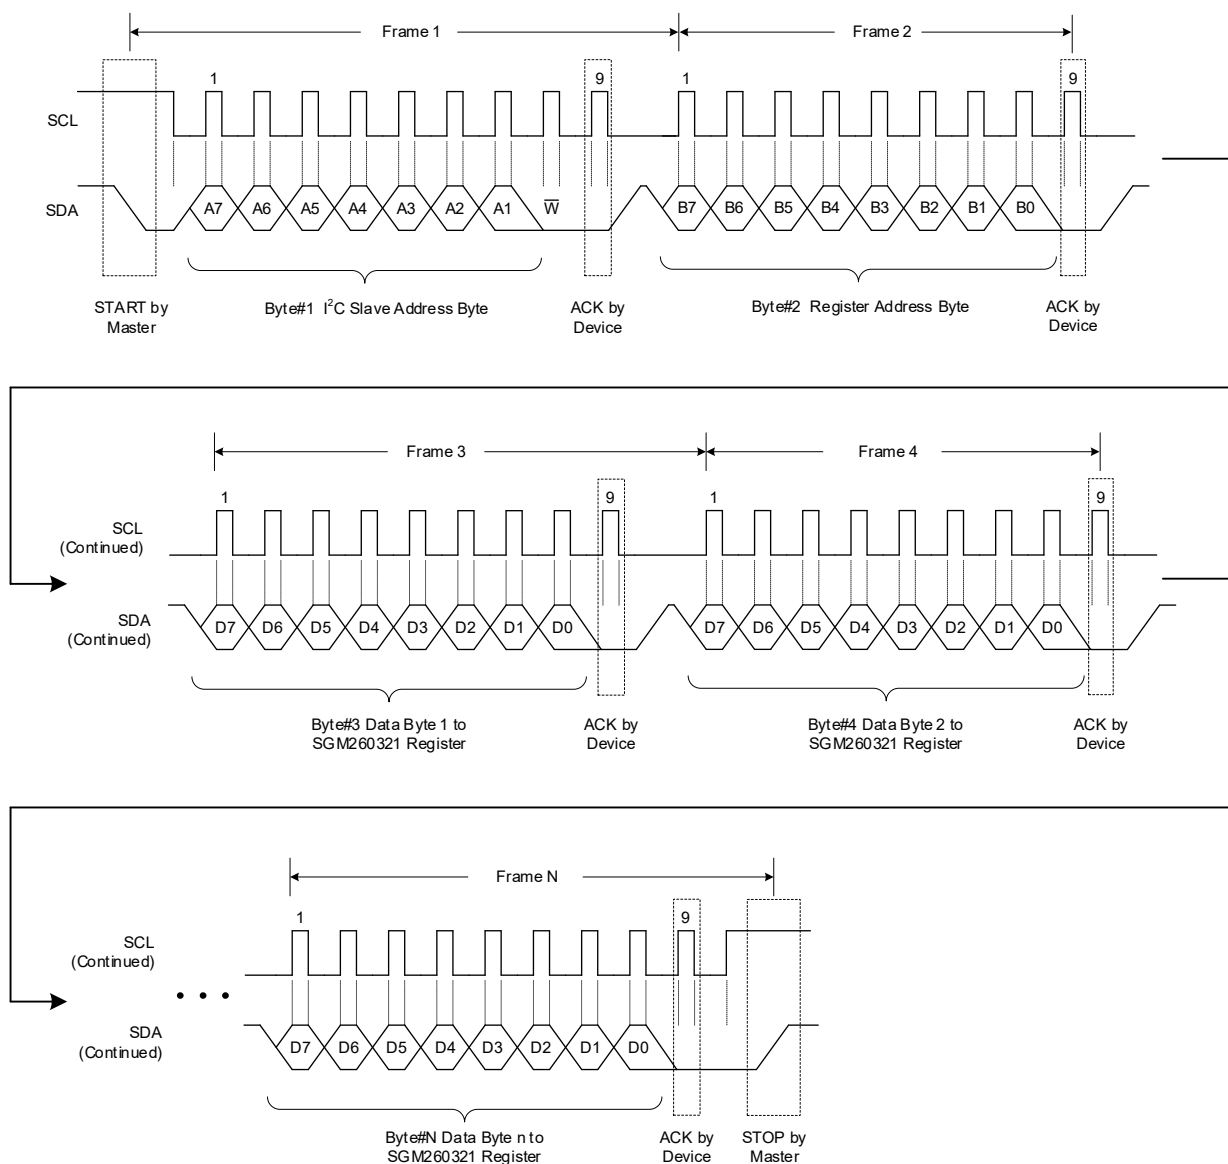 Frame 1 Frame 2
1 9 1 9
SCL
SDA A7 A6 A5 A4 A3 A2 A1 W̅ B7 B6 B5 B4 B3 B2 B1 B0
START by Master
Byte#1 I²C Slave Address Byte
ACK by Device
Byte#2 Register Address Byte
ACK by Device
Frame 3 Frame 4
1 9 1 9
SCL
(Continued)
SDA
(Continued)
D7 D6 D5 D4 D3 D2 D1 D0 D7 D6 D5 D4 D3 D2 D1 D0
Byte#3 Data Byte 1 to
SGM260321 Register
ACK by
Device
Byte#4 Data Byte 2 to
SGM260321 Register
ACK by
Device
Frame N
1 9
SCL
(Continued)
• • •
SDA
(Continued)
D7 D6 D5 D4 D3 D2 D1 D0
Byte#N Data Byte n to
SGM260321 Register
ACK by
Device
STOP by
Master